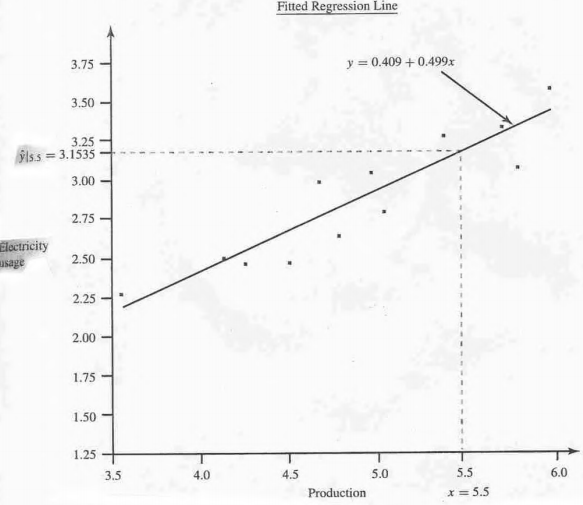 Fitted Regression Line
y = 0.409 + 0.499x
3.75
3.50
3.25
ŷ|5.5 = 3.1535
3.00
2.75
Electricity
usage
2.50
2.25
2.00
1.75
1.50
1.25
3.5 4.0 4.5 5.0 5.5 6.0
Production x = 5.5